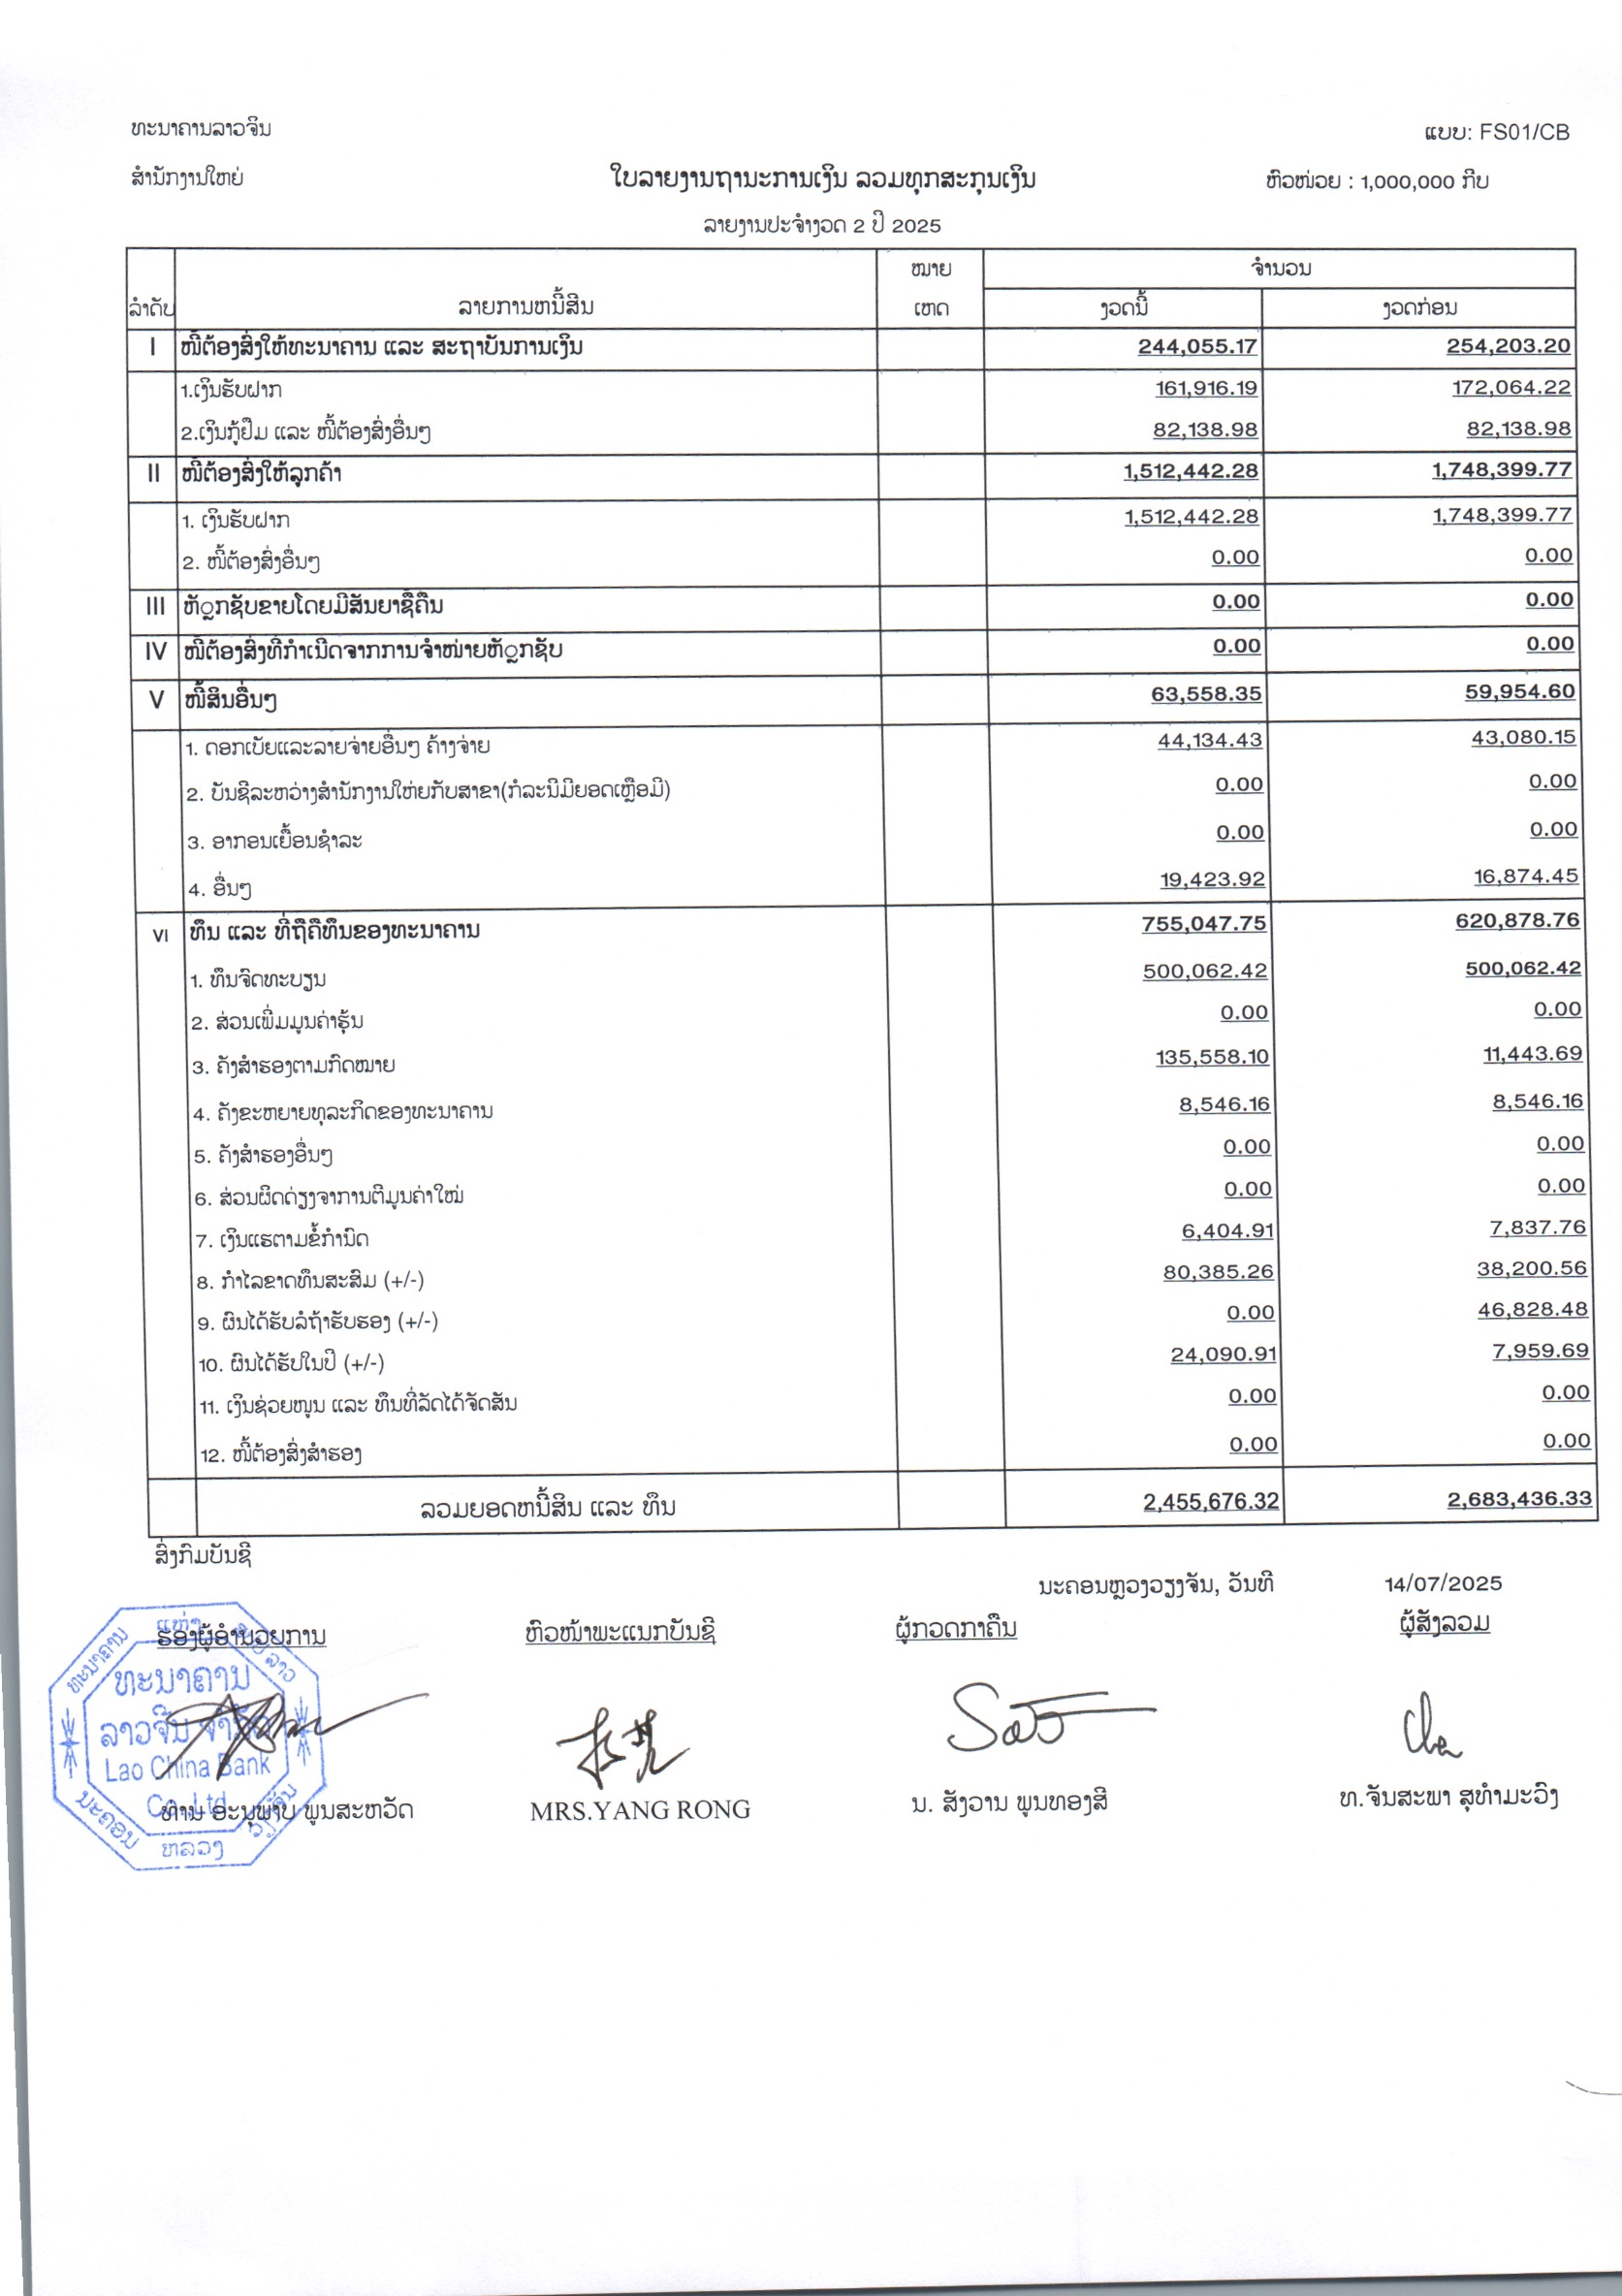 ທະນາຄານລາວຈິນ
ແບບ: FS01/CB
ສໍານັກງານໃຫຍ່
ໃບລາຍງານຖານະການເງິນ ລວມທຸກສະກຸນເງິນ
ຫົວໜ່ວຍ : 1,000,000 ກີບ
ລາຍງານປະຈໍາງວດ 2 ປີ 2025
ລໍາດັບ ລາຍການຫນີ້ສິນ ໝາຍ ເຫດ ຈໍານວນ
ງວດນີ້ ງວດກ່ອນ
I ໜີ້ຕ້ອງສົ່ງໃຫ້ທະນາຄານ ແລະ ສະຖາບັນການເງິນ 244,055.17 254,203.20
1.ເງິນຮັບຝາກ 161,916.19 172,064.22
2.ເງິນກູ້ຢືມ ແລະ ໜີ້ຕ້ອງສົ່ງອື່ນໆ 82,138.98 82,138.98
II ໜີ້ຕ້ອງສົ່ງໃຫ້ລູກຄ້າ 1,512,442.28 1,748,399.77
1. ເງິນຮັບຝາກ 1,512,442.28 1,748,399.77
2. ໜີ້ຕ້ອງສົ່ງອື່ນໆ 0.00 0.00
III ຫັຼກຊັບຂາຍໂດຍມີສັນຍາຊື້ຄືນ 0.00 0.00
IV ໜີ້ຕ້ອງສົ່ງທີ່ກໍາເນີດຈາກການຈໍາໜ່າຍຫັຼກຊັບ 0.00 0.00
V ໜີ້ສິນອື່ນໆ 63,558.35 59,954.60
1. ດອກເບັຍແລະລາຍຈ່າຍອື່ນໆ ຄ້າງຈ່າຍ 44,134.43 43,080.15
2. ບັນຊີລະຫວ່າງສໍານັກງານໃຫ່ຍກັບສາຂາ(ກໍລະນີມີຍອດເຫຼືອມີ) 0.00 0.00
3. ອາກອນເຍື້ອນຊໍາລະ 0.00 0.00
4. ອື່ນໆ 19,423.92 16,874.45
VI ທຶນ ແລະ ທີ່ຖືຄືທຶນຂອງທະນາຄານ 755,047.75 620,878.76
1. ທຶນຈົດທະບຽນ 500,062.42 500,062.42
2. ສ່ວນເພີ່ມມູນຄ່າຮຸ້ນ 0.00 0.00
3. ຄັງສໍາຮອງຕາມກົດໝາຍ 135,558.10 11,443.69
4. ຄັງຂະຫຍາຍທຸລະກິດຂອງທະນາຄານ 8,546.16 8,546.16
5. ຄັງສໍາຮອງອື່ນໆ 0.00 0.00
6. ສ່ວນຜິດດ່ຽງຈາການຕີມູນຄ່າໃໝ່ 0.00 0.00
7. ເງິນແຮຕາມຂໍ້ກໍານົດ 6,404.91 7,837.76
8. ກໍາໄລຂາດທຶນສະສົມ (+/-) 80,385.26 38,200.56
9. ຜົນໄດ້ຮັບລໍຖ້າຮັບຮອງ (+/-) 0.00 46,828.48
10. ຜົນໄດ້ຮັບໃນປີ (+/-) 24,090.91 7,959.69
11. ເງິນຊ່ວຍໜູນ ແລະ ທຶນທີ່ລັດໄດ້ຈັດສັນ 0.00 0.00
12. ໜີ້ຕ້ອງສົ່ງສໍາຮອງ 0.00 0.00
ລວມຍອດຫນີ້ສິນ ແລະ ທຶນ 2,455,676.32 2,683,436.33
ສົ່ງກົມບັນຊີ
ນະຄອນຫຼວງວຽງຈັນ, ວັນທີ 14/07/2025
ຮອງຜູ້ອໍານວຍການ ຫົວໜ້າພະແນກບັນຊີ ຜູ້ກວດກາຄືນ ຜູ້ສັງລວມ
ທະນາຄານ
ລາວຈີນ ຈໍາກັດ
Lao China Bank
Co.,Ltd
ນະຄອນ ຫລວງ ວຽງຈັນ
ທ່ານ ອະນຸພາບ ພູນສະຫວັດ MRS.YANG RONG ນ. ສັງວານ ພູນທອງສີ ທ.ຈັນສະພາ ສຸທໍາມະວົງ